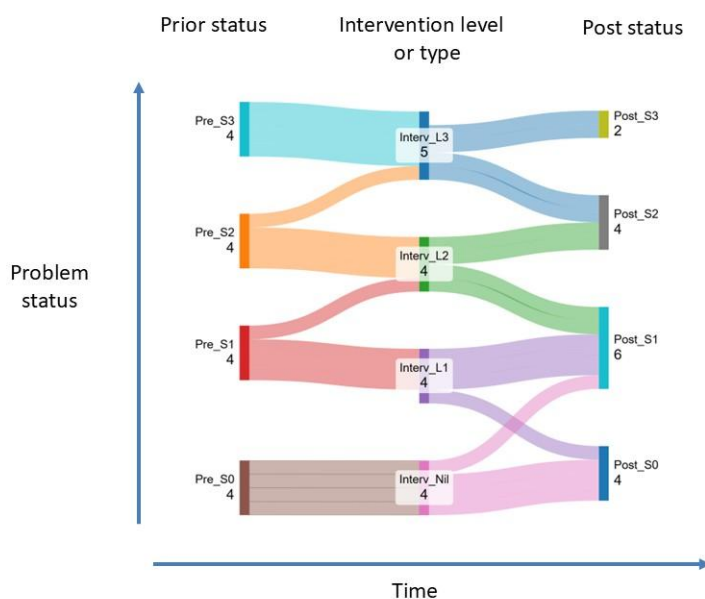 Prior status
Intervention level
or type
Post status
Pre_S3
4
Interv_L3
5
Post_S3
2
Pre_S2
4
Interv_L2
4
Post_S2
4
Problem
status
Pre_S1
4
Interv_L1
4
Post_S1
6
Pre_S0
4
Interv_Nil
4
Post_S0
4
Time